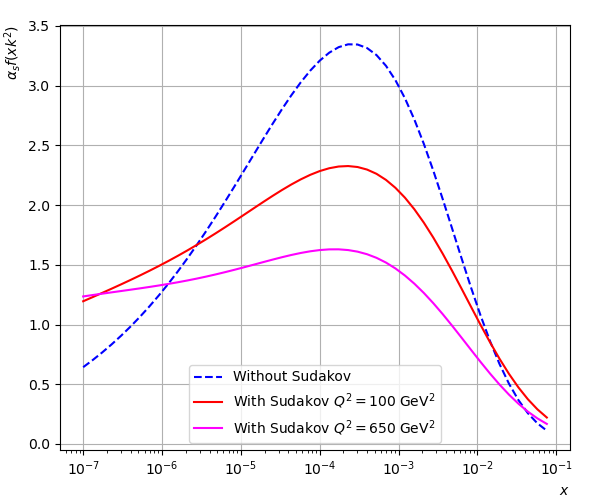 α_s f(xk²)
3.5
3.0
2.5
2.0
1.5
1.0
0.5
0.0
Without Sudakov
With Sudakov Q² = 100 GeV²
With Sudakov Q² = 650 GeV²
10⁻⁷ 10⁻⁶ 10⁻⁵ 10⁻⁴ 10⁻³ 10⁻² 10⁻¹
x